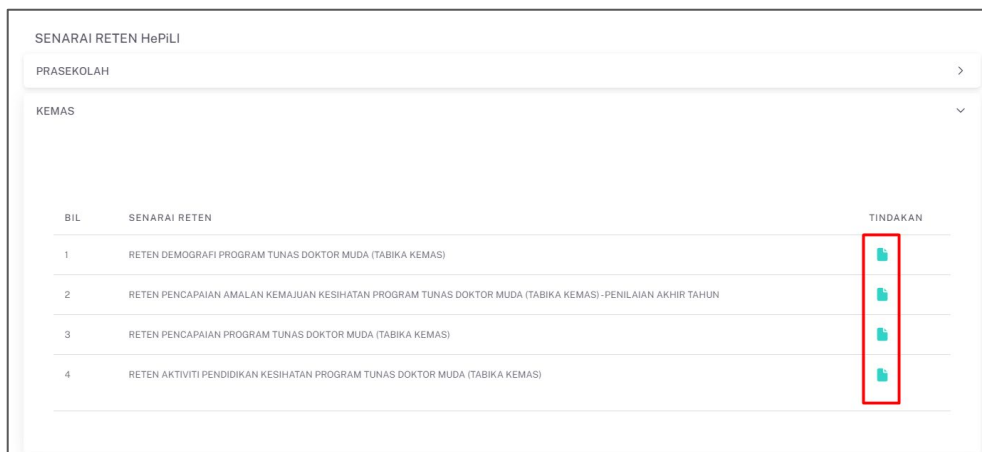 SENARAI RETEN HePiLI
PRASEKOLAH
KEMAS
BIL SENARAI RETEN TINDAKAN
1 RETEN DEMOGRAFI PROGRAM TUNAS DOKTOR MUDA (TABIKA KEMAS)
2 RETEN PENCAPAIAN AMALAN KEMAJUAN KESIHATAN PROGRAM TUNAS DOKTOR MUDA (TABIKA KEMAS) -PENILAIAN AKHIR TAHUN
3 RETEN PENCAPAIAN PROGRAM TUNAS DOKTOR MUDA (TABIKA KEMAS)
4 RETEN AKTIVITI PENDIDIKAN KESIHATAN PROGRAM TUNAS DOKTOR MUDA (TABIKA KEMAS)